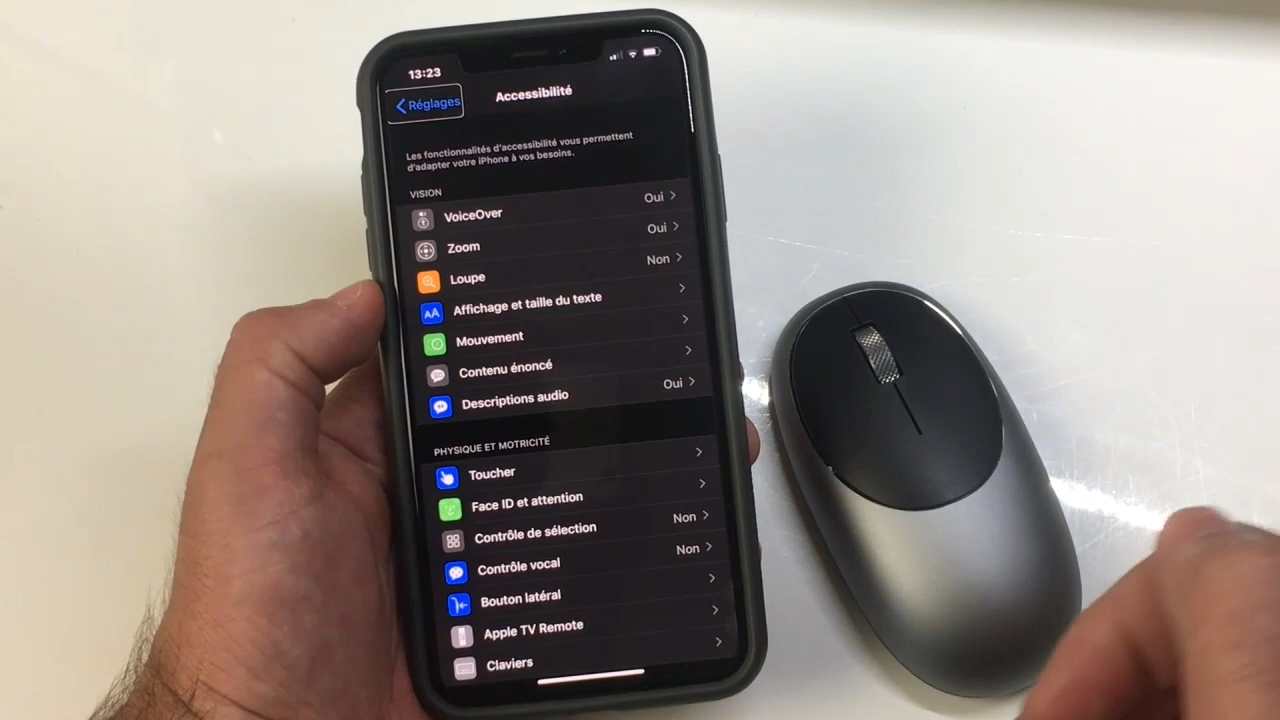 13:23
Réglages
Accessibilité
Les fonctionnalités d'accessibilité vous permettent
d'adapter votre iPhone à vos besoins.
VISION
VoiceOver Oui
Zoom Oui
Loupe Non
AA Affichage et taille du texte
Mouvement
Contenu énoncé
Descriptions audio Oui
PHYSIQUE ET MOTRICITÉ
Toucher
Face ID et attention
Contrôle de sélection Non
Contrôle vocal Non
Bouton latéral
Apple TV Remote
Claviers